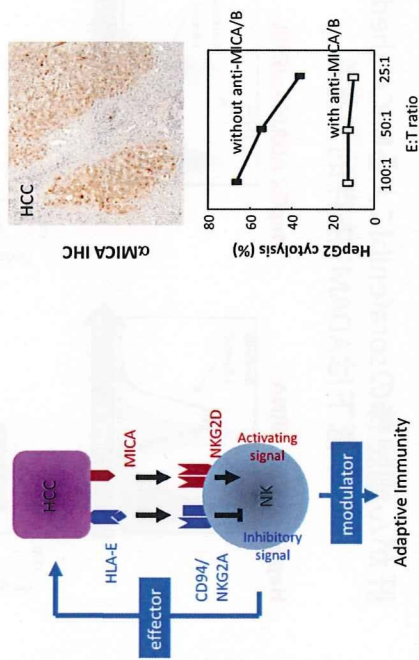 HCC
HLA-E
MICA
CD94/
NKG2A
NKG2D
Inhibitory
signal
Activating
signal
NK
effector
modulator
Adaptive Immunity
αMICA IHC
HCC
HepG2 cytolysis (%)
80
60
40
20
0
without anti-MICA/B
with anti-MICA/B
100:1
50:1
25:1
E:T ratio